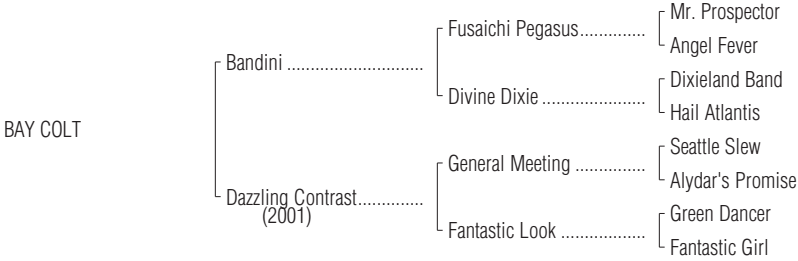 Mr. Prospector
Fusaichi Pegasus..............
Angel Fever
Bandini .............................
Dixieland Band
Divine Dixie ......................
Hail Atlantis
BAY COLT
Seattle Slew
General Meeting ...............
Alydar's Promise
Dazzling Contrast..............
(2001)
Green Dancer
Fantastic Look ..................
Fantastic Girl